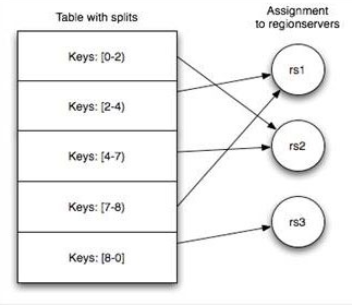 Table with splits
Assignment
to regionservers
Keys: [0-2)
rs1
Keys: [2-4)
Keys: [4-7)
rs2
Keys: [7-8)
rs3
Keys: [8-0]